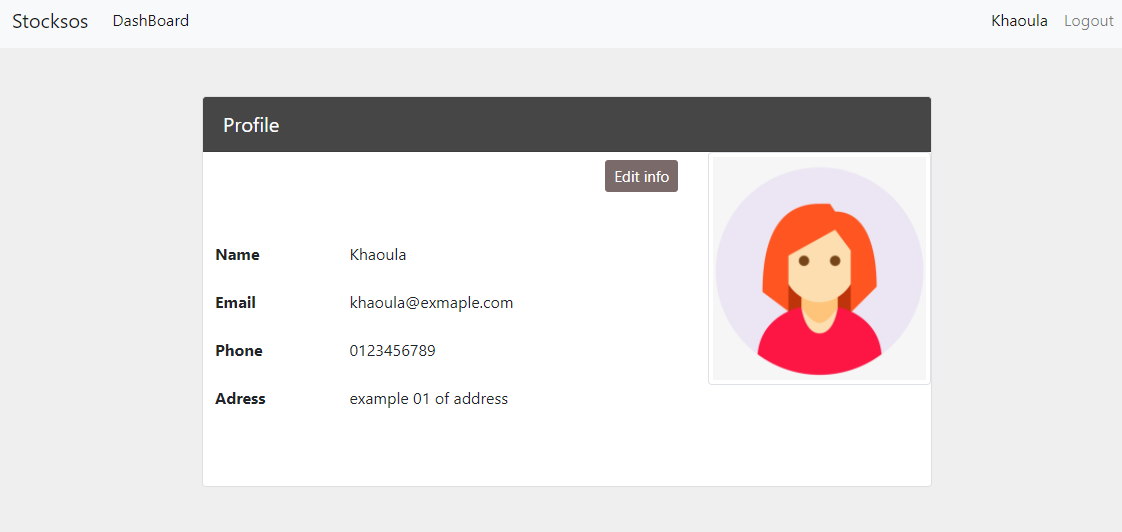 Stocksos DashBoard Khaoula Logout
Profile
Edit info
Name Khaoula
Email khaoula@exmaple.com
Phone 0123456789
Adress example 01 of address